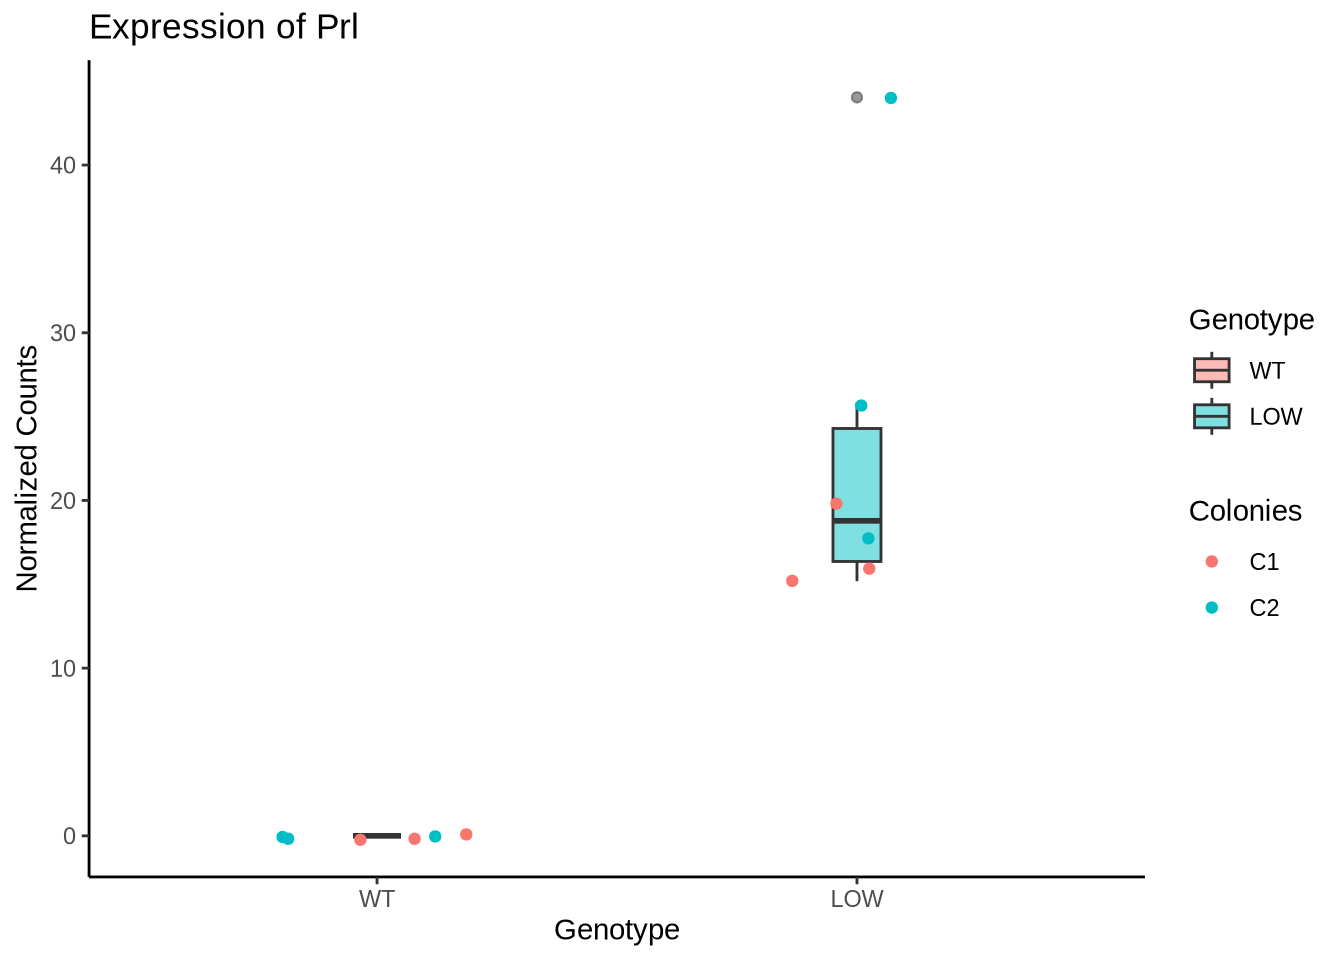 Expression of Prl
40
30
20
10
0
Normalized Counts
WT
LOW
Genotype
Genotype
WT
LOW
Colonies
C1
C2